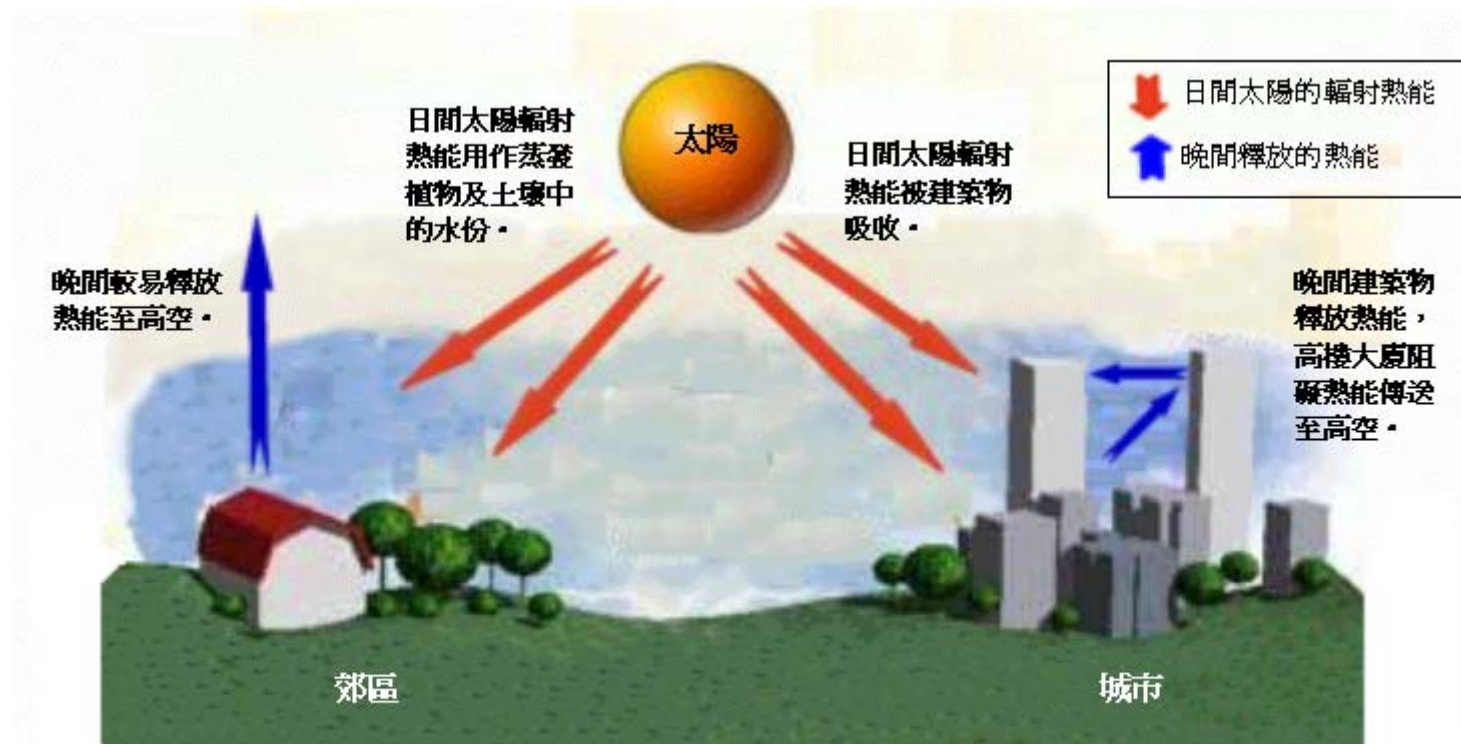 日間太陽的輻射熱能
晚間釋放的熱能
太陽
日間太陽輻射
熱能用作蒸發
植物及土壤中
的水份。
日間太陽輻射
熱能被建築物
吸收。
晚間較易釋放
熱能至高空。
晚間建築物
釋放熱能，
高樓大廈阻
礙熱能傳送
至高空。
郊區
城市